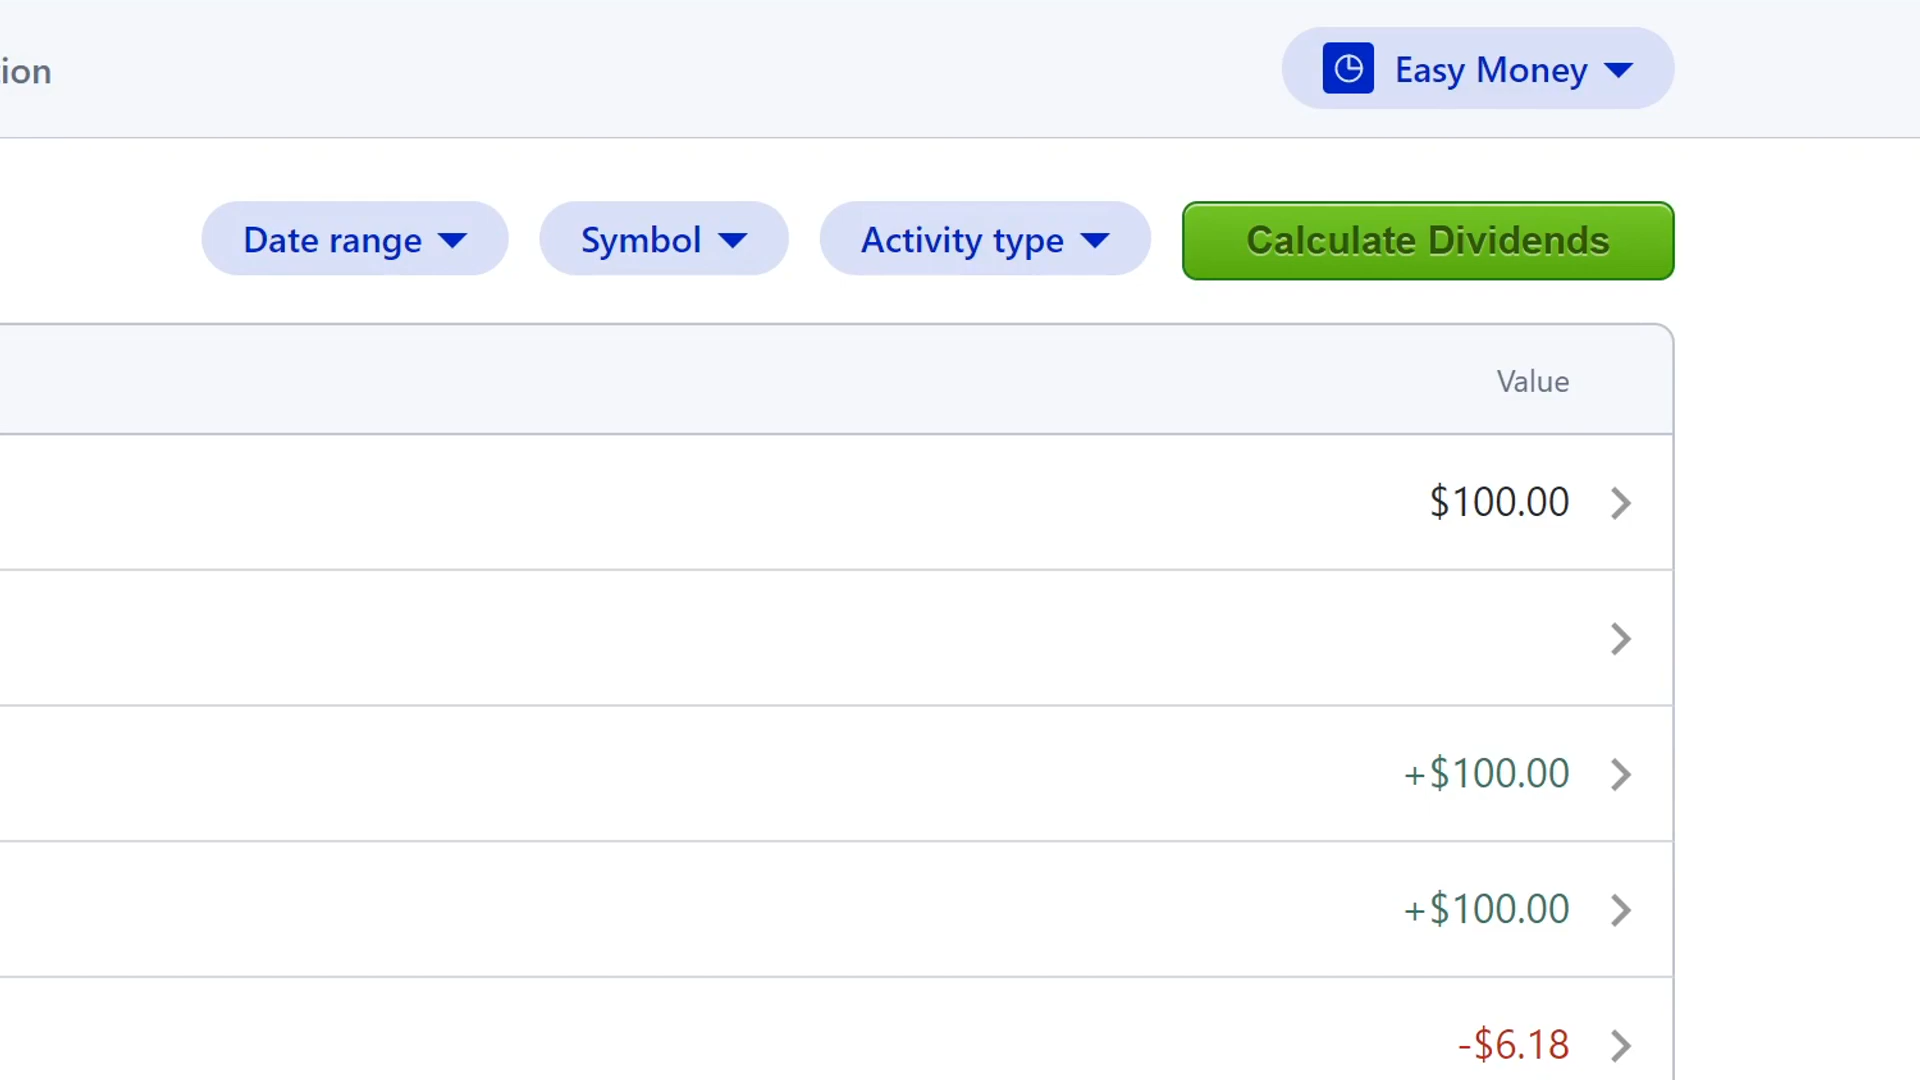 ion
Easy Money
Date range
Symbol
Activity type
Calculate Dividends
Value
$100.00
+$100.00
+$100.00
-$6.18